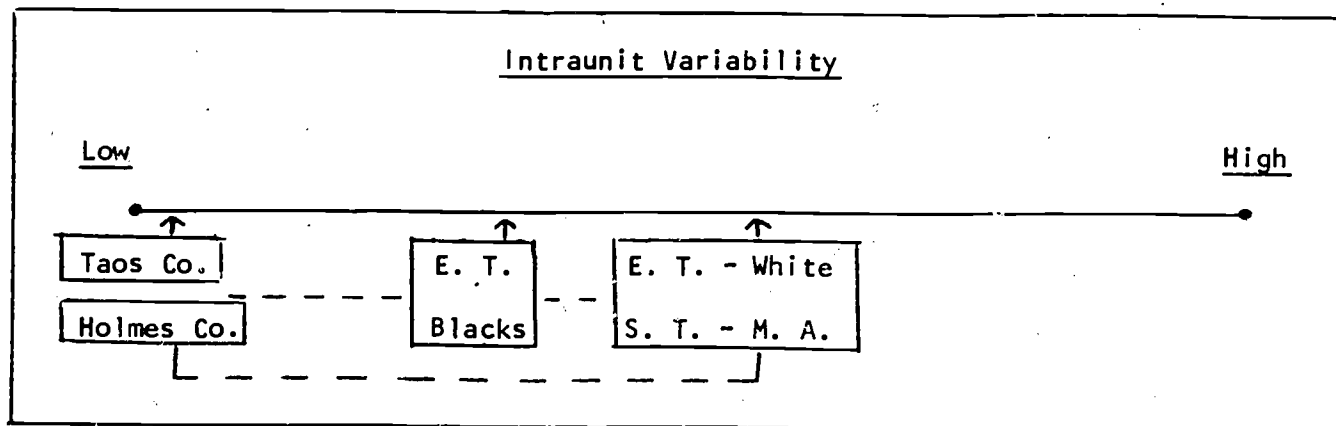 Intraunit Variability
Low
High
Taos Co.
Holmes Co.
E. T.
Blacks
E. T. - White
S. T. - M. A.